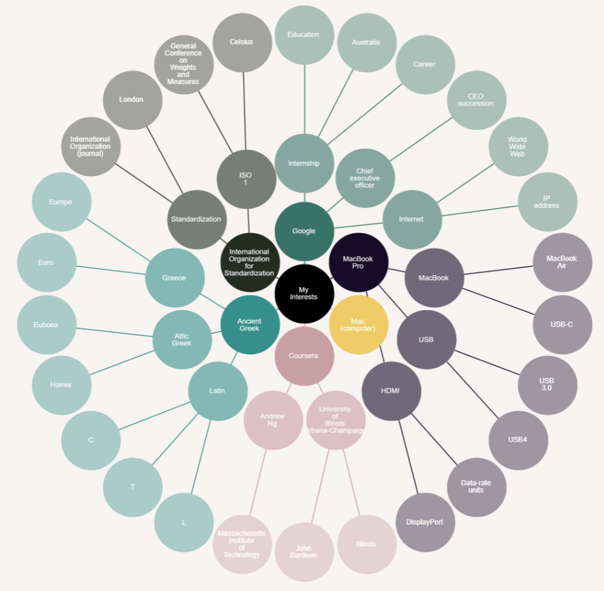 Education
Celsius
Australia
General
Conference
on
Weights
and
Measures
Career
London
CEO
succession
International
Organization
(journal)
World
Wide
Web
Internship
ISO
1
Chief
executive
officer
Europe
IP
address
Standardization
Internet
Google
Euro
International
Organization
for
Standardization
MacBook
Pro
MacBook
Air
Greece
MacBook
My
Interests
Euboea
Ancient
Greek
Mac
(computer)
USB-C
Attic
Greek
USB
Coursera
Homer
USB
3.0
Latin
HDMI
Andrew
Ng
University
of
Illinois
Urbana-Champaign
C
USB4
T
Data-rate
units
L
DisplayPort
Massachusetts
Institute
of
Technology
John
Bardeen
Illinois